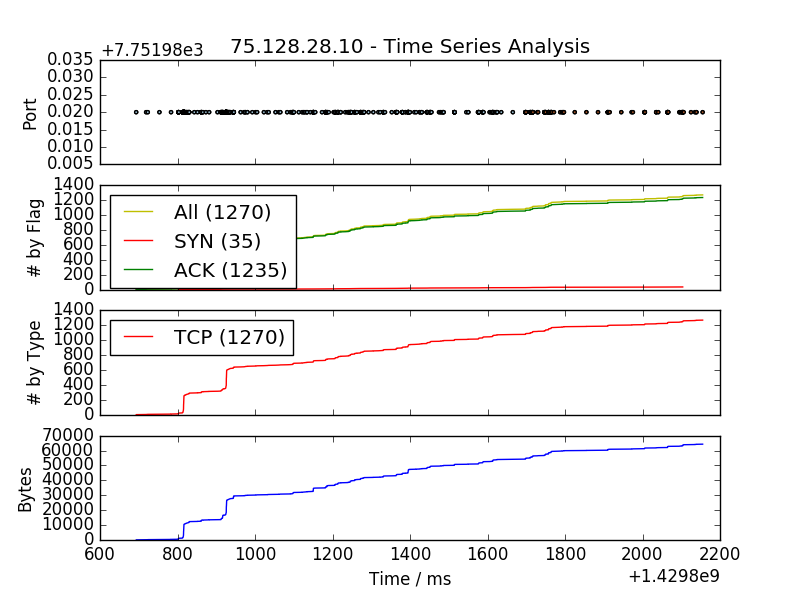 +7.75198e3
75.128.28.10 - Time Series Analysis
0.035
0.030
0.025
0.020
0.015
0.010
0.005
Port
1400
1200
1000
800
600
400
200
0
# by Flag
All (1270)
SYN (35)
ACK (1235)
1400
1200
1000
800
600
400
200
0
# by Type
TCP (1270)
70000
60000
50000
40000
30000
20000
10000
0
Bytes
600 800 1000 1200 1400 1600 1800 2000 2200
Time / ms
+1.4298e9